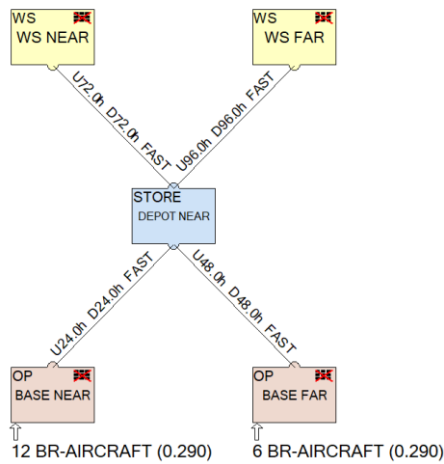 WS
WS NEAR
WS
WS FAR
U72.0h D72.0h FAST
U96.0h D96.0h FAST
STORE
DEPOT NEAR
U24.0h D24.0h FAST
U48.0h D48.0h FAST
OP
BASE NEAR
OP
BASE FAR
12 BR-AIRCRAFT (0.290)
6 BR-AIRCRAFT (0.290)